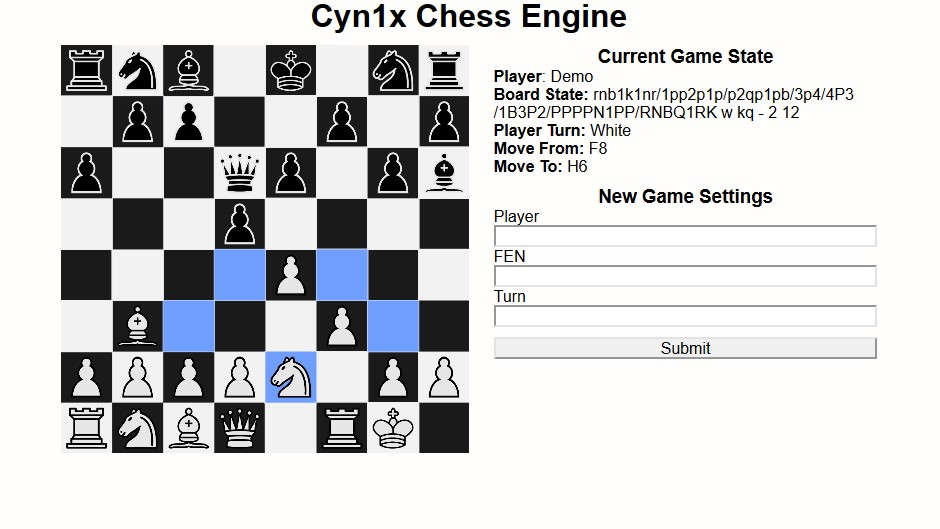 Cyn1x Chess Engine
Current Game State
Player: Demo
Board State: rnb1k1nr/1pp2p1p/p2qp1pb/3p4/4P3
/1B3P2/PPPPN1PP/RNBQ1RK w kq - 2 12
Player Turn: White
Move From: F8
Move To: H6
New Game Settings
Player
FEN
Turn
Submit